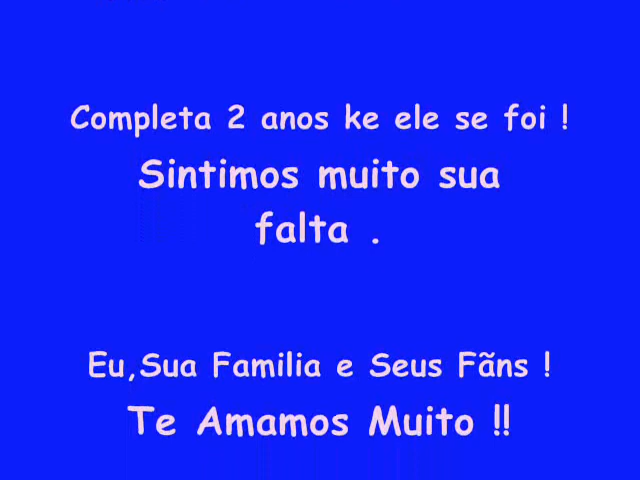 Completa 2 anos ke ele se foi !
Sintimos muito sua
falta .
Eu,Sua Familia e Seus Fãns !
Te Amamos Muito !!